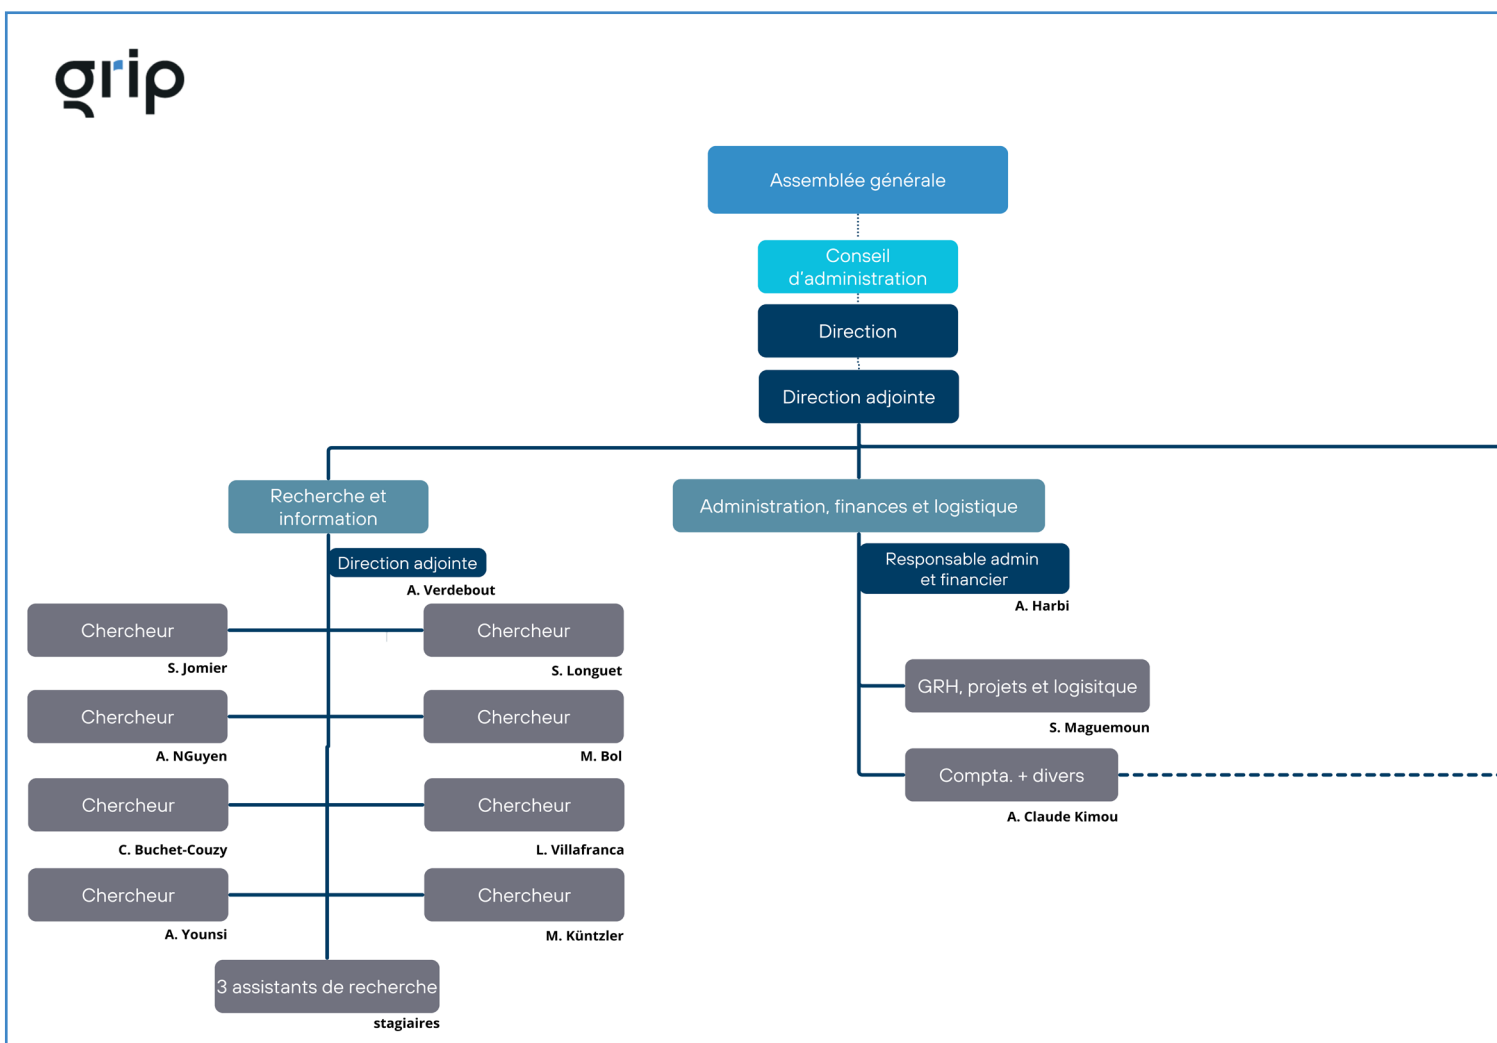 grip
Assemblée générale
Conseil
d'administration
Direction
Direction adjointe
Recherche et
information
Direction adjointe
A. Verdebout
Chercheur
S. Jomier
Chercheur
S. Longuet
Chercheur
A. NGuyen
Chercheur
M. Bol
Chercheur
C. Buchet-Couzy
Chercheur
L. Villafranca
Chercheur
A. Younsi
Chercheur
M. Küntzler
3 assistants de recherche
stagiaires
Administration, finances et logistique
Responsable admin
et financier
A. Harbi
GRH, projets et logisitque
S. Maguemoun
Compta. + divers
A. Claude Kimou